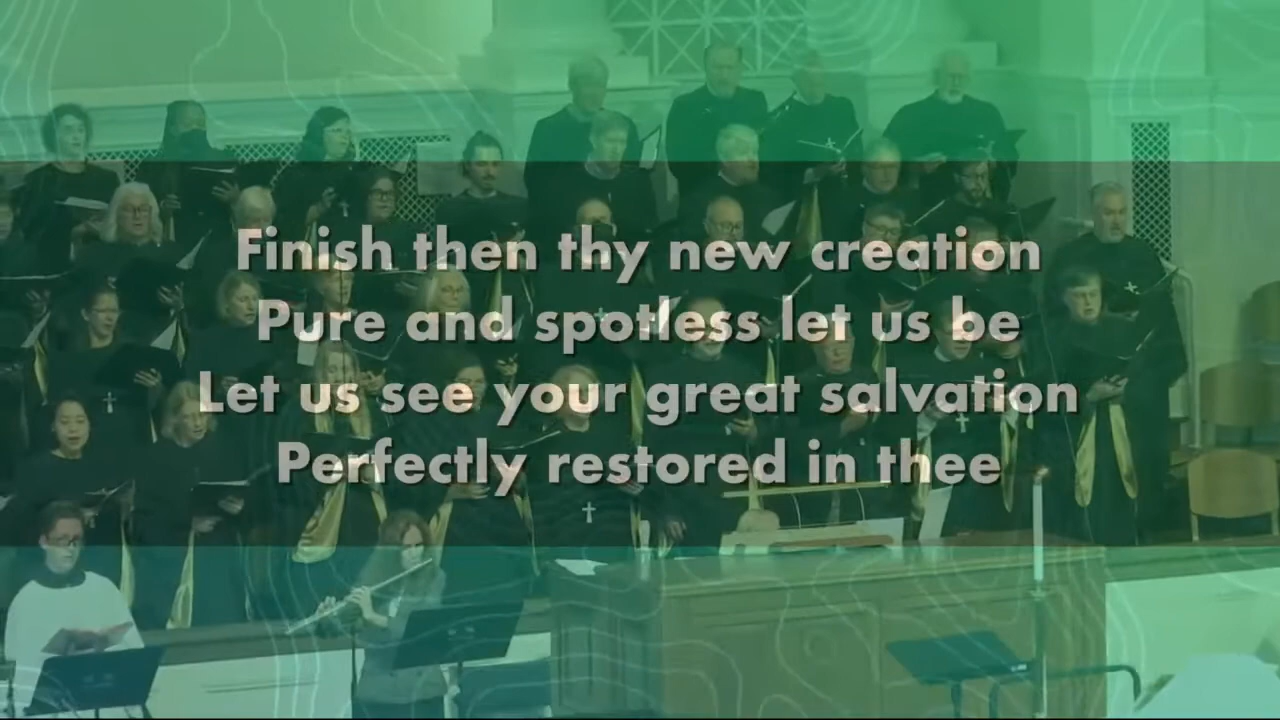 Finish then thy new creation
Pure and spotless let us be
Let us see your great salvation
Perfectly restored in thee